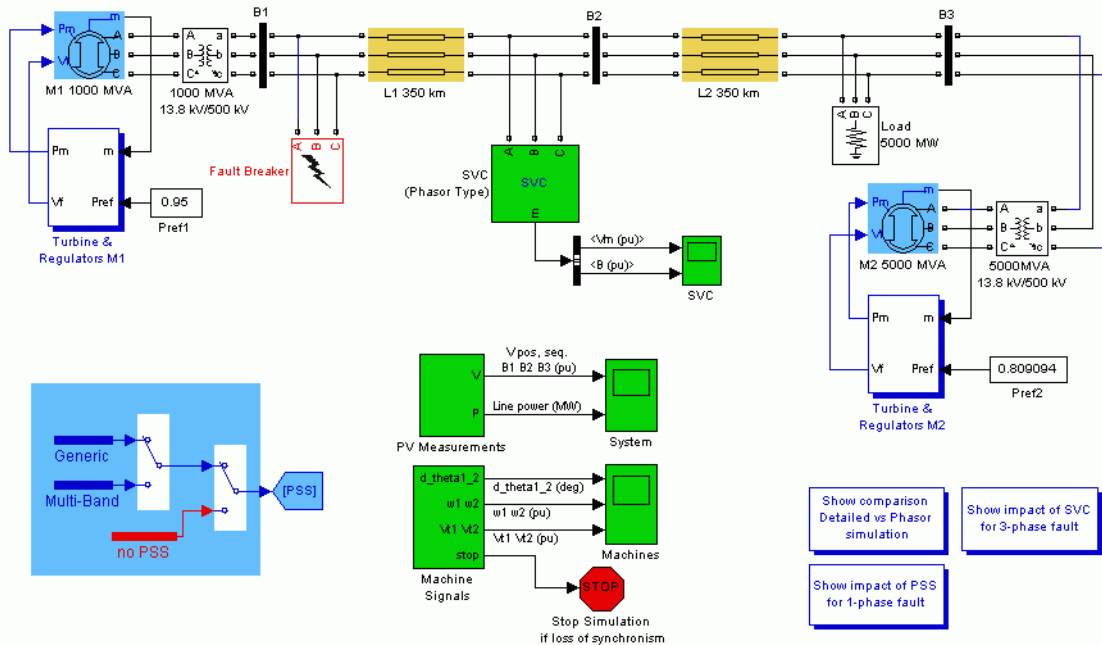 B1
B2
B3
m
Pm
Vf
A
B
C
A a
B b
C c
M1 1000 MVA
1000 MVA
13.8 kV/500 kV
L1 350 km
L2 350 km
A B C
Fault Breaker
A B C
SVC
m
SVC
(Phasor Type)
A B C
Load
5000 MW
Pm m
Vf Pref
0.95
Pref1
Turbine &
Regulators M1
<Vm (pu)>
<B (pu)>
SVC
m
Pm
Vf
A
B
C
A a
B b
C c
M2 5000 MVA
5000MVA
13.8 kV/500 kV
Pm m
Vf Pref
0.809094
Pref2
Turbine &
Regulators M2
Generic
Multi-Band
no PSS
[PSS]
Vpos, seq.
B1 B2 B3 (pu)
V
P
Line power (MW)
PV Measurements
System
d_theta1_2
w1 w2
Vt1 Vt2
stop
d_theta1_2 (deg)
w1 w2 (pu)
Vt1 Vt2 (pu)
Machine
Signals
Machines
STOP
Stop Simulation
if loss of synchronism
Show comparison
Detailed vs Phasor
simulation
Show impact of SVC
for 3-phase fault
Show impact of PSS
for 1-phase fault